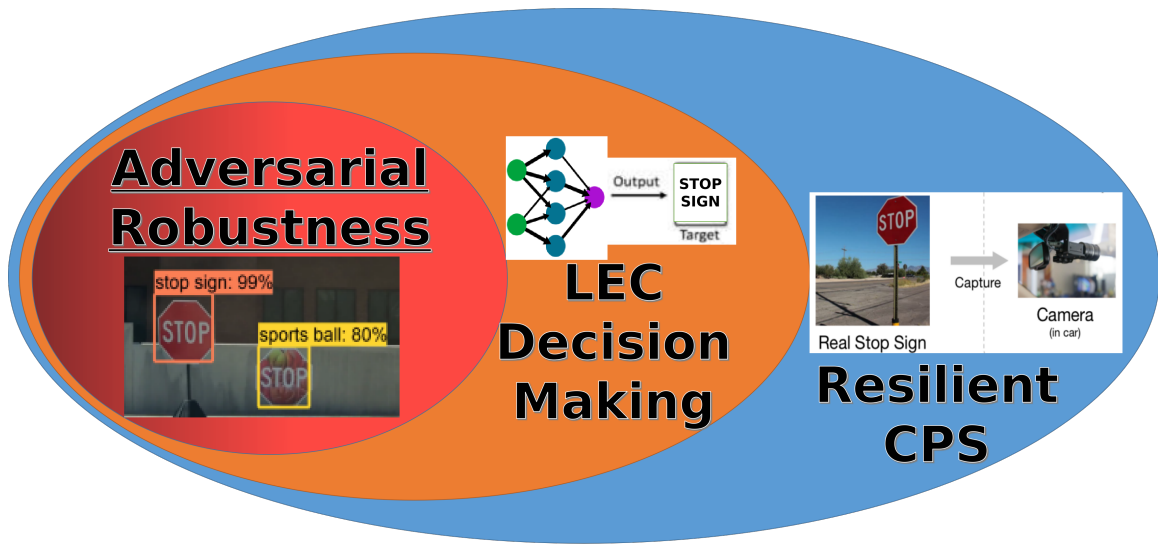 Adversarial
Robustness
stop sign: 99%
sports ball: 80%
STOP
STOP
Output
STOP
SIGN
Target
LEC
Decision
Making
STOP
Capture
Real Stop Sign
Camera
(in car)
Resilient
CPS